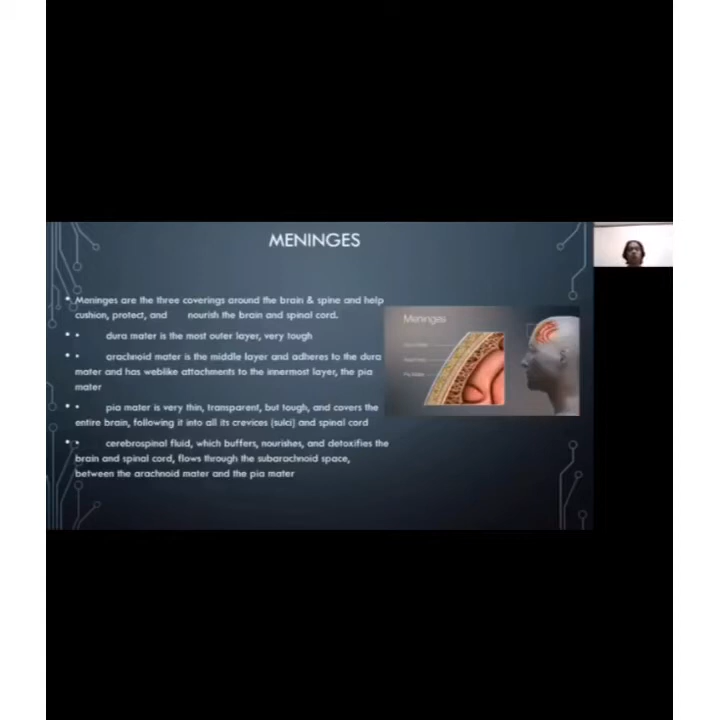 MENINGES
• Meninges are the three coverings around the brain & spine and help
cushion, protect, and nourish the brain and spinal cord.
• • dura mater is the most outer layer, very tough
• • arachnoid mater is the middle layer and adheres to the dura
mater and has weblike attachments to the innermost layer, the pia
mater
• • pia mater is very thin, transparent, but tough, and covers the
entire brain, following it into all its crevices (sulci) and spinal cord
• • cerebrospinal fluid, which buffers, nourishes, and detoxifies the
brain and spinal cord, flows through the subarachnoid space,
between the arachnoid mater and the pia mater
Meninges